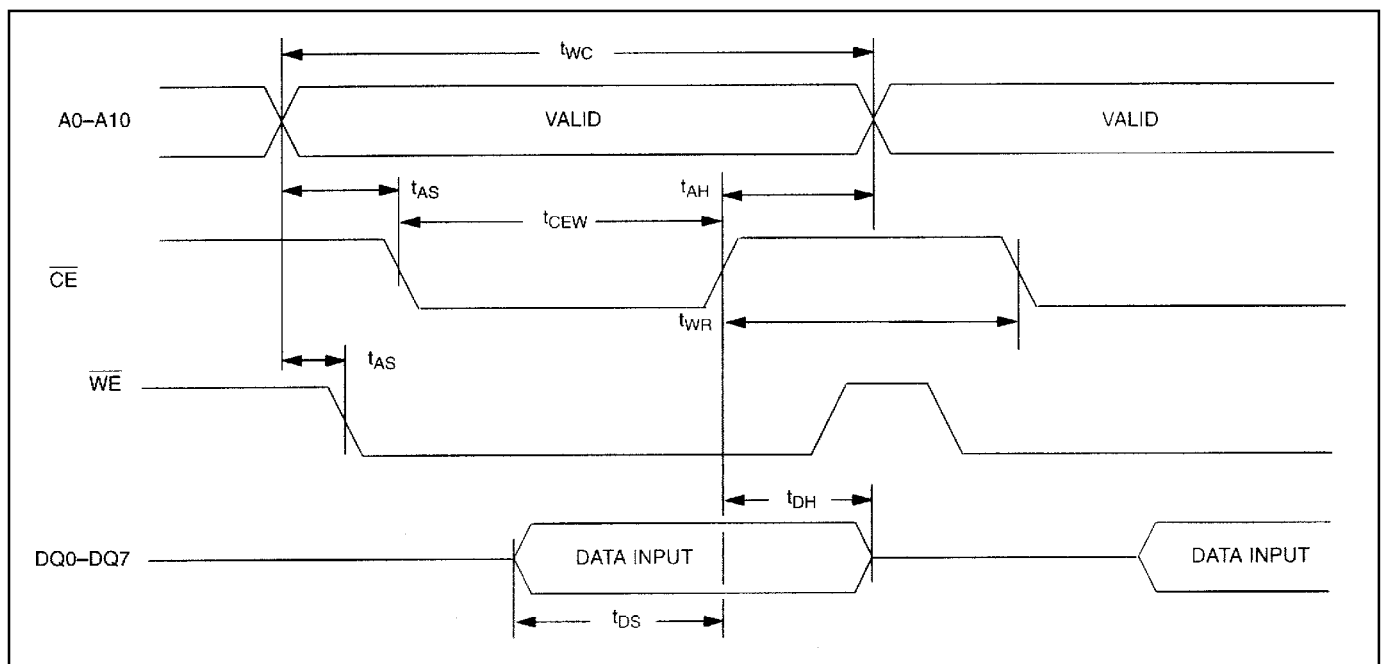 tWC
A0–A10
VALID
VALID
tAS
tAH
tCEW
CE
tWR
tAS
WE
tDH
DQ0–DQ7
DATA INPUT
DATA INPUT
tDS